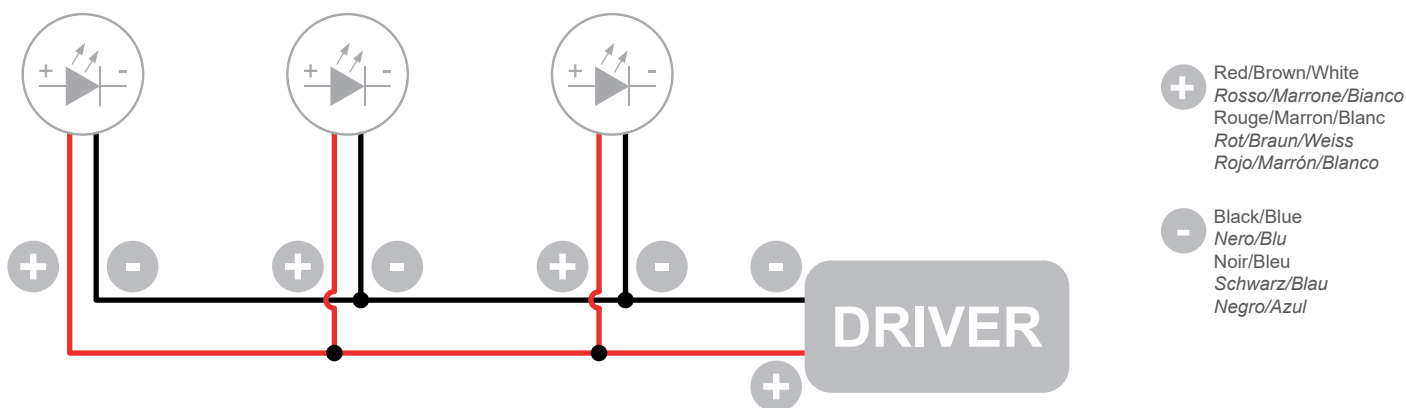 + -
+ -
+ -
+ - + - + - -
DRIVER
+
+
Red/Brown/White
Rosso/Marrone/Bianco
Rouge/Marron/Blanc
Rot/Braun/Weiss
Rojo/Marrón/Blanco
-
Black/Blue
Nero/Blu
Noir/Bleu
Schwarz/Blau
Negro/Azul